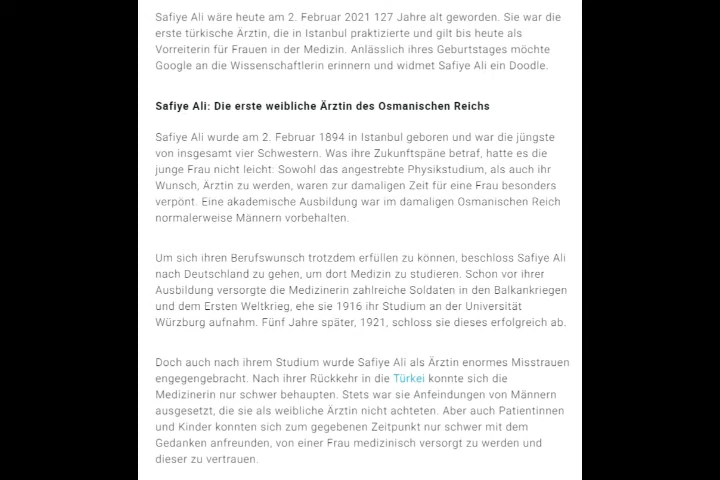 Safiye Ali wäre heute am 2. Februar 2021 127 Jahre alt geworden. Sie war die
erste türkische Ärztin, die in Istanbul praktizierte und gilt bis heute als
Vorreiterin für Frauen in der Medizin. Anlässlich ihres Geburtstages möchte
Google an die Wissenschaftlerin erinnern und widmet Safiye Ali ein Doodle.
Safiye Ali: Die erste weibliche Ärztin des Osmanischen Reichs
Safiye Ali wurde am 2. Februar 1894 in Istanbul geboren und war die jüngste
von insgesamt vier Schwestern. Was ihre Zukunftspäne betraf, hatte es die
junge Frau nicht leicht: Sowohl das angestrebte Physikstudium, als auch ihr
Wunsch, Ärztin zu werden, waren zur damaligen Zeit für eine Frau besonders
verpönt. Eine akademische Ausbildung war im damaligen Osmanischen Reich
normalerweise Männern vorbehalten.
Um sich ihren Berufswunsch trotzdem erfüllen zu können, beschloss Safiye Ali
nach Deutschland zu gehen, um dort Medizin zu studieren. Schon vor ihrer
Ausbildung versorgte die Medizinerin zahlreiche Soldaten in den Balkankriegen
und dem Ersten Weltkrieg, ehe sie 1916 ihr Studium an der Universität
Würzburg aufnahm. Fünf Jahre später, 1921, schloss sie dieses erfolgreich ab.
Doch auch nach ihrem Studium wurde Safiye Ali als Ärztin enormes Misstrauen
engegengebracht. Nach ihrer Rückkehr in die Türkei konnte sich die
Medizinerin nur schwer behaupten. Stets war sie Anfeindungen von Männern
ausgesetzt, die sie als weibliche Ärztin nicht achteten. Aber auch Patientinnen
und Kinder konnten sich zum gegebenen Zeitpunkt nur schwer mit dem
Gedanken anfreunden, von einer Frau medizinisch versorgt zu werden und
dieser zu vertrauen.